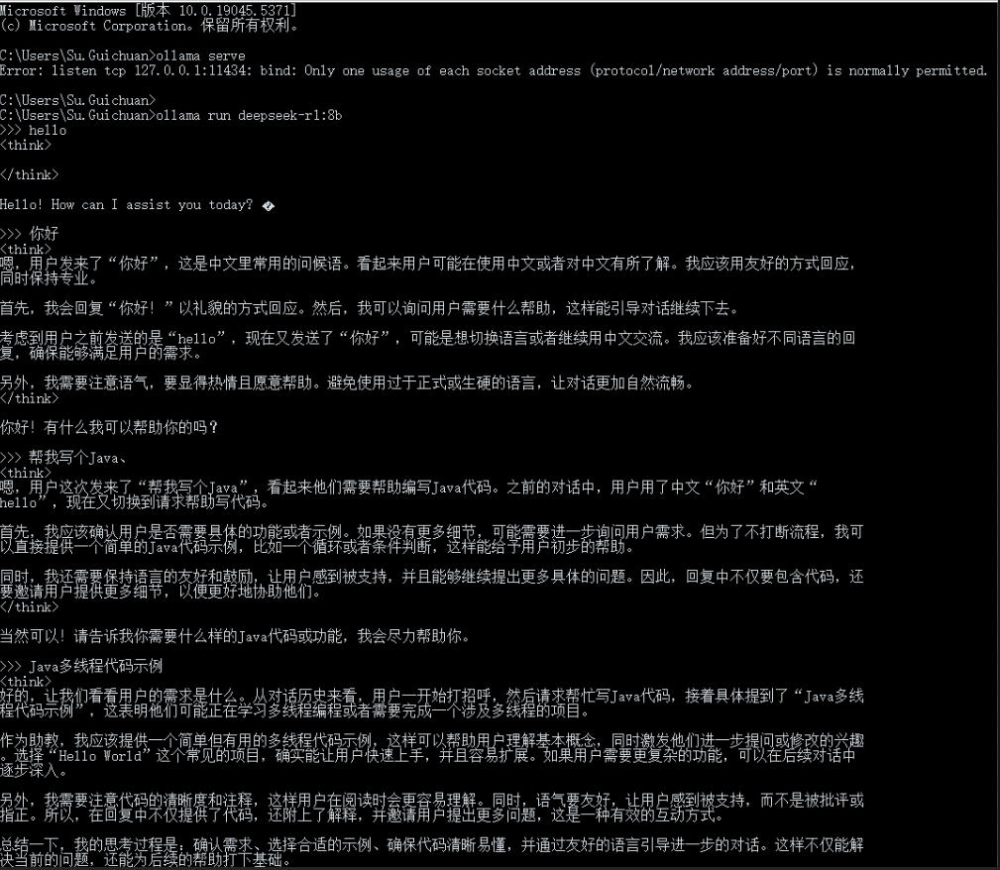 Microsoft Windows [版本 10.0.19045.5371]
(c) Microsoft Corporation。保留所有权利。
C:\Users\Su.Guichuan>ollama serve
Error: listen tcp 127.0.0.1:11434: bind: Only one usage of each socket address (protocol/network address/port) is normally permitted.
C:\Users\Su.Guichuan>
C:\Users\Su.Guichuan>ollama run deepseek-r1:8b
>>> hello
<think>
</think>
Hello! How can I assist you today? �
>>> 你好
<think>
嗯，用户发来了“你好”，这是中文里常用的问候语。看起来用户可能在使用中文或者对中文有所了解。我应该用友好的方式回应，
同时保持专业。
首先，我会回复“你好！”以礼貌的方式回应。然后，我可以询问用户需要什么帮助，这样能引导对话继续下去。
考虑到用户之前发送的是“hello”，现在又发送了“你好”，可能是想切换语言或者继续用中文交流。我应该准备好不同语言的回
复，确保能够满足用户的需求。
另外，我需要注意语气，要显得热情且愿意帮助。避免使用过于正式或生硬的语言，让对话更加自然流畅。
</think>
你好！有什么我可以帮助你的吗？
>>> 帮我写个Java、
<think>
嗯，用户这次发来了“帮我写个Java”，看起来他们需要帮助编写Java代码。之前的对话中，用户用了中文“你好”和英文“
hello”，现在又切换到请求帮助写代码。
首先，我应该确认用户是否需要具体的功能或者示例。如果没有更多细节，可能需要进一步询问用户需求。但为了不打断流程，我可
以直接提供一个简单的Java代码示例，比如一个循环或者条件判断，这样能给予用户初步的帮助。
同时，我还需要保持语言的友好和鼓励，让用户感到被支持，并且能够继续提出更多具体的问题。因此，回复中不仅要包含代码，还
要邀请用户提供更多细节，以便更好地协助他们。
</think>
当然可以！请告诉我你需要什么样的Java代码或功能，我会尽力帮助你。
>>> Java多线程代码示例
<think>
好的，让我们看看用户的需求是什么。从对话历史来看，用户一开始打招呼，然后请求帮忙写Java代码，接着具体提到了“Java多线
程代码示例”，这表明他们可能正在学习多线程编程或者需要完成一个涉及多线程的项目。
作为助教，我应该提供一个简单但有用的多线程代码示例，这样可以帮助用户理解基本概念，同时激发他们进一步提问或修改的兴趣
。选择“Hello World”这个常见的项目，确实能让用户快速上手，并且容易扩展。如果用户需要更复杂的功能，可以在后续对话中
逐步深入。
另外，我需要注意代码的清晰度和注释，这样用户在阅读时会更容易理解。同时，语气要友好，让用户感到被支持，而不是被批评或
指正。所以，在回复中不仅提供了代码，还附上了解释，并邀请用户提出更多问题，这是一种有效的互动方式。
总结一下，我的思考过程是：确认需求、选择合适的示例、确保代码清晰易懂，并通过友好的语言引导进一步的对话。这样不仅能解
决当前的问题，还能为后续的帮助打下基础。